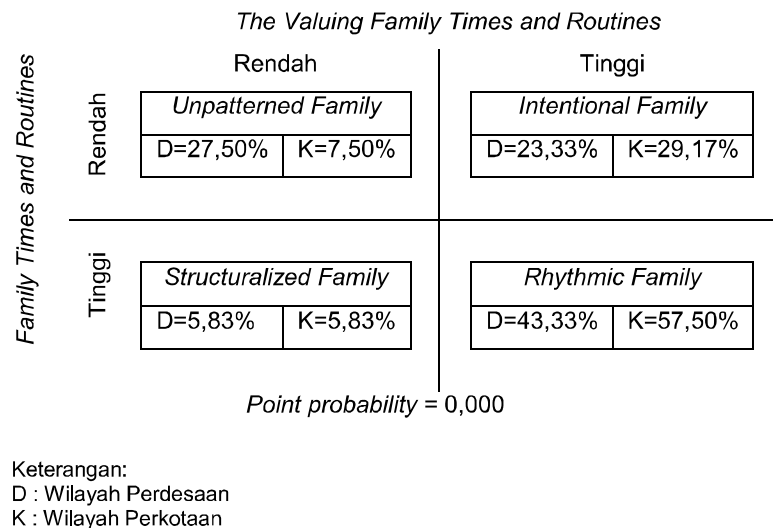 The Valuing Family Times and Routines
Rendah
Tinggi
Family Times and Routines
Rendah
Unpatterned Family
D=27,50%
K=7,50%
Intentional Family
D=23,33%
K=29,17%
Tinggi
Structuralized Family
D=5,83%
K=5,83%
Rhythmic Family
D=43,33%
K=57,50%
Point probability = 0,000
Keterangan:
D : Wilayah Perdesaan
K : Wilayah Perkotaan